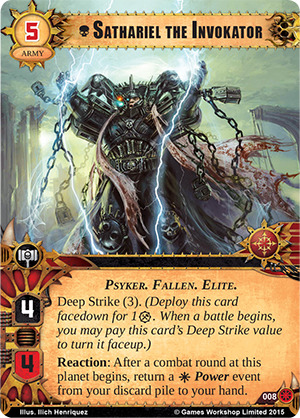 SATHARIEL THE INVOKATOR
5
ARMY
PSYKER. FALLEN. ELITE.
Deep Strike (3). (Deploy this card
facedown for 1. When a battle begins,
you may pay this card's Deep Strike value
to turn it faceup.)
4
4
Reaction: After a combat round at this
planet begins, return a Power event
from your discard pile to your hand.
008
Illus. Ilich Henriquez
© Games Workshop Limited 2015